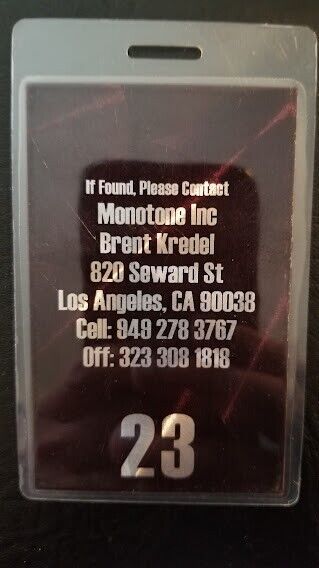 If Found, Please Contact
Monotone Inc
Brent Kredel
820 Seward St
Los Angeles, CA 90038
Cell: 949 278 3767
Off: 323 308 1818
23